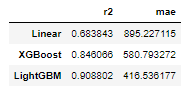 r2 mae
Linear 0.683843 895.227115
XGBoost 0.846066 580.793272
LightGBM 0.908802 416.536177